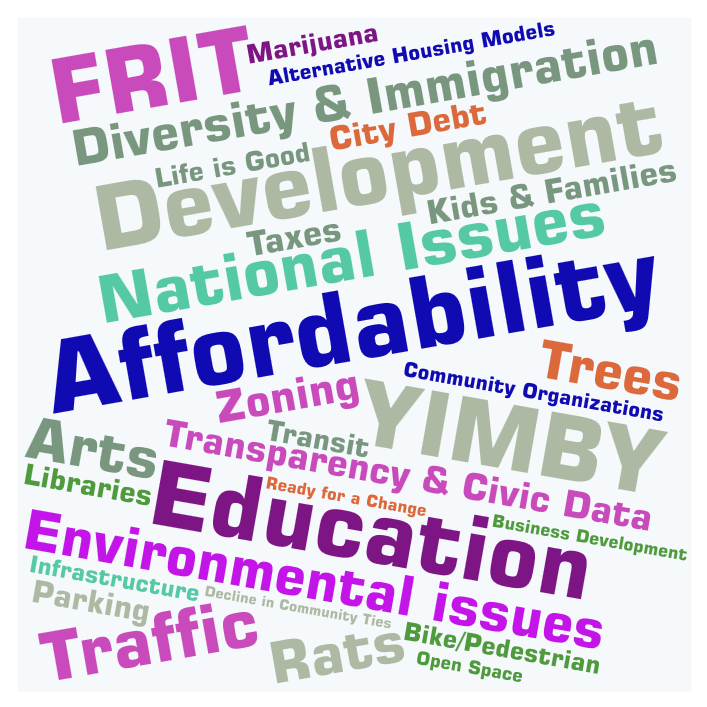 FRIT
Marijuana
Alternative Housing Models
Diversity & Immigration
City Debt
Life is Good
Development
Kids & Families
Taxes
National Issues
Affordability
Trees
Community Organizations
Zoning
YIMBY
Arts
Transit
Transparency & Civic Data
Libraries
Education
Ready for a Change
Business Development
Environmental issues
Infrastructure
Parking
Decline in Community Ties
Traffic
Rats
Bike/Pedestrian
Open Space